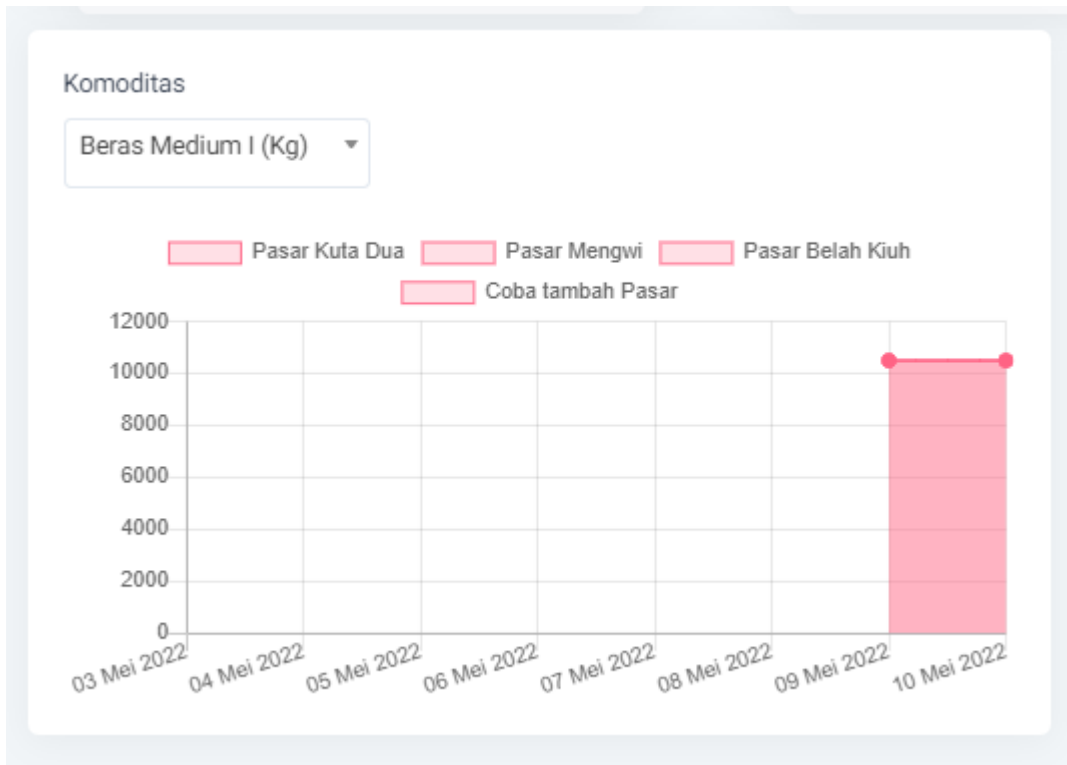 Komoditas
Beras Medium I (Kg)
Pasar Kuta Dua Pasar Mengwi Pasar Belah Kiuh
Coba tambah Pasar
12000
10000
8000
6000
4000
2000
0
03 Mei 2022 04 Mei 2022 05 Mei 2022 06 Mei 2022 07 Mei 2022 08 Mei 2022 09 Mei 2022 10 Mei 2022